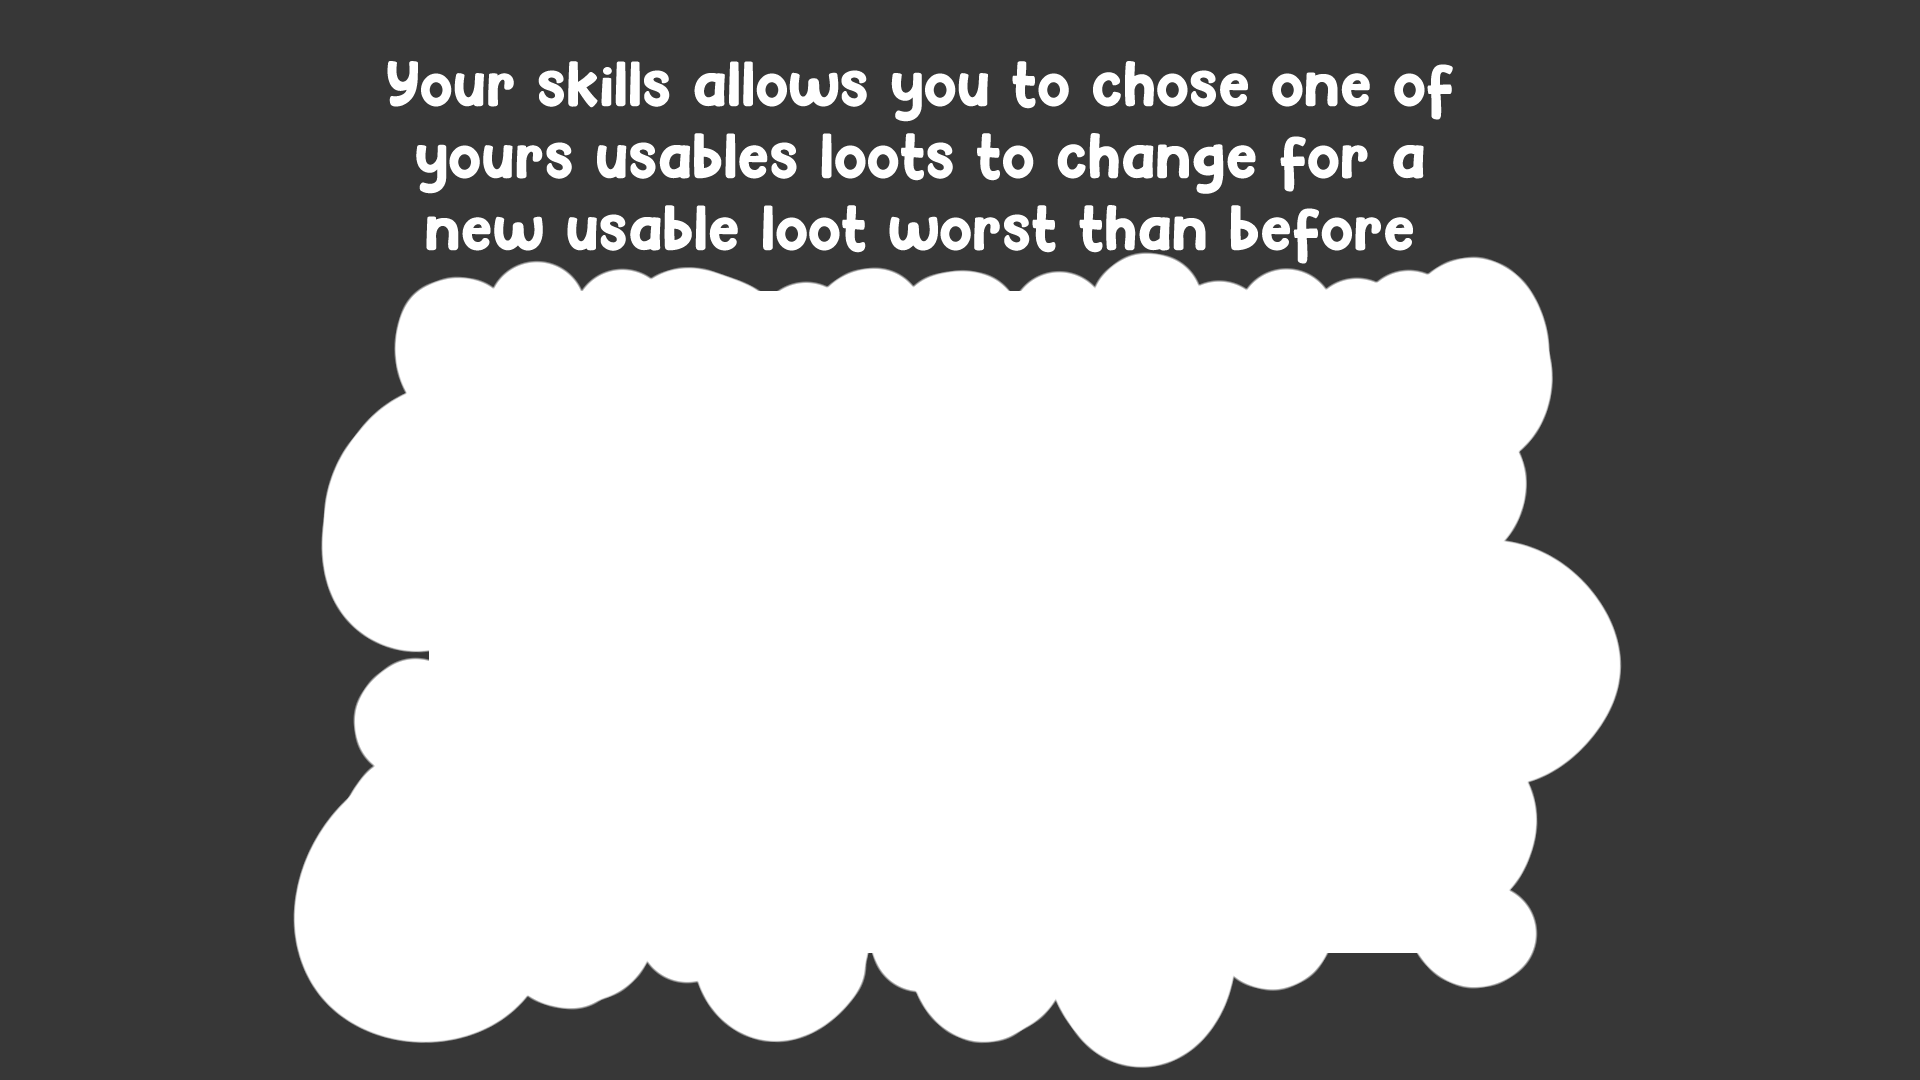 Your skills allows you to chose one of
yours usables loots to change for a
new usable loot worst than before